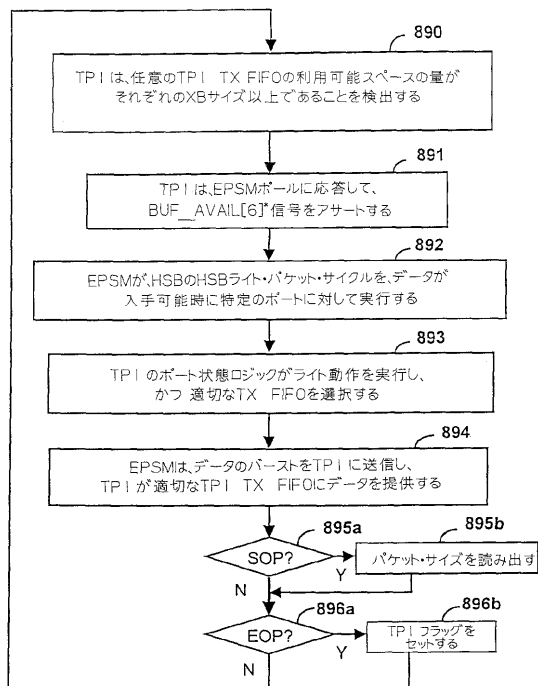 890
TPIは、任意のTPI TX FIFOの利用可能スペースの量が
それぞれのXBサイズ以上であることを検出する
891
TPIは、EPSMポールに応答して、
BUF_AVAIL[6]*信号をアサートする
892
EPSMが、HSBのHSBライト・パケット・サイクルを、データが
入手可能時に特定のポートに対して実行する
893
TPIのポート状態ロジックがライト動作を実行し、
かつ 適切なTX FIFOを選択する
894
EPSMは、データのバーストをTPIに送信し、
TPIが適切なTPI TX FIFOにデータを提供する
895a
895b
SOP?
Y
パケット・サイズを読み出す
N
896a
896b
EOP?
Y
TPIフラッグを
セットする
N